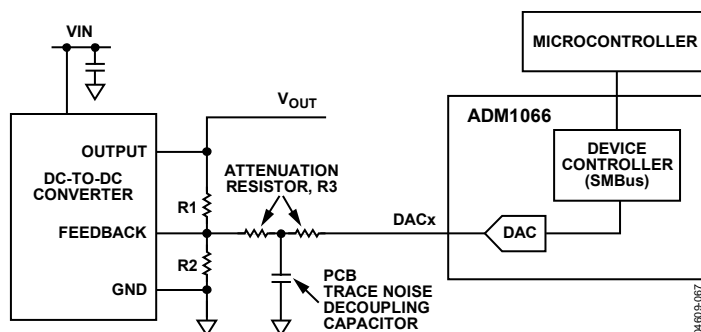 VIN
MICROCONTROLLER
VOUT
ADM1066
OUTPUT
DC-TO-DC
CONVERTER
ATTENUATION
RESISTOR, R3
DEVICE
CONTROLLER
(SMBus)
R1
FEEDBACK
DACx
DAC
R2
GND
PCB
TRACE NOISE
DECOUPLING
CAPACITOR
04609-067